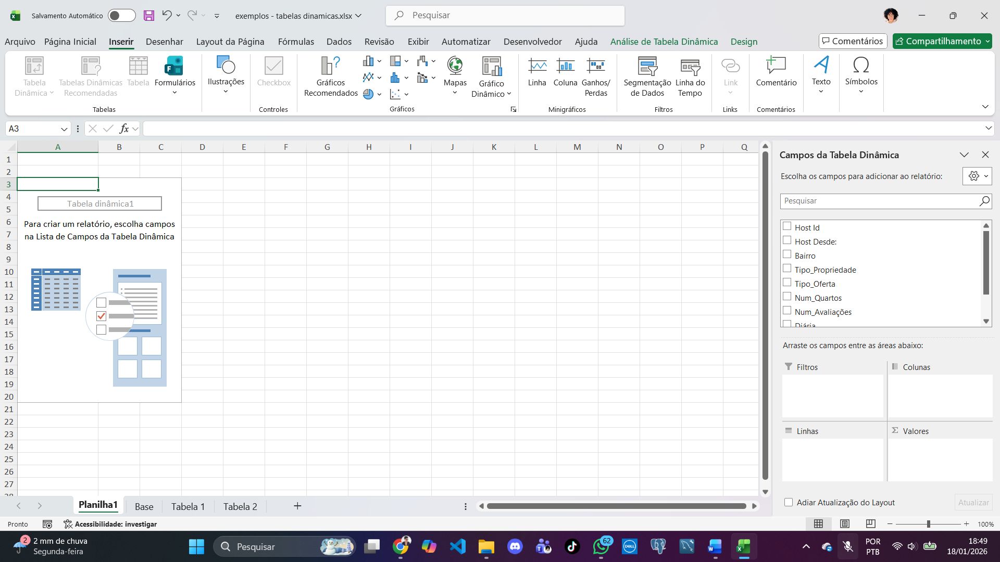 Salvamento Automático
exemplos - tabelas dinamicas.xlsx
Pesquisar
Arquivo Página Inicial Inserir Desenhar Layout da Página Fórmulas Dados Revisão Exibir Automatizar Desenvolvedor Ajuda Análise de Tabela Dinâmica Design
Comentários
Compartilhamento
Tabela
Dinâmica
Tabelas Dinâmicas
Recomendadas
Tabela
Formulários
Tabelas
Ilustrações
Checkbox
Controles
Gráficos
Recomendados
Mapas
Gráfico
Dinâmico
Gráficos
Linha
Coluna
Ganhos/
Perdas
Minigráficos
Segmentação
de Dados
Linha do
Tempo
Filtros
Link
Links
Comentário
Comentários
Texto
Símbolos
A3
fx
A B C D E F G H I J K L M N O P Q
1
2
3
4
5
6
7
8
9
10
11
12
13
14
15
16
17
18
19
20
21
22
23
24
25
26
27
28
Tabela dinâmica1
Para criar um relatório, escolha campos
na Lista de Campos da Tabela Dinâmica
Campos da Tabela Dinâmica
Escolha os campos para adicionar ao relatório:
Pesquisar
Host Id
Host Desde:
Bairro
Tipo_Propriedade
Tipo_Oferta
Num_Quartos
Num_Avaliações
Diária
Arraste os campos entre as áreas abaixo:
Filtros
Colunas
Linhas
Σ Valores
Adiar Atualização do Layout
Atualizar
Planilha1 Base Tabela 1 Tabela 2
Pronto
Acessibilidade: investigar
100%
2
2 mm de chuva
Segunda-feira
Pesquisar
62
DELL
POR
PTB
18:49
18/01/2026